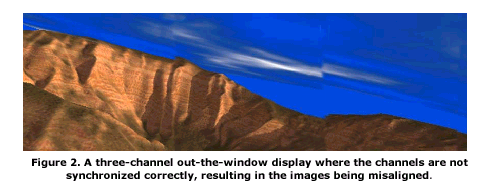 Figure 2. A three-channel out-the-window display where the channels are not
synchronized correctly, resulting in the images being misaligned.